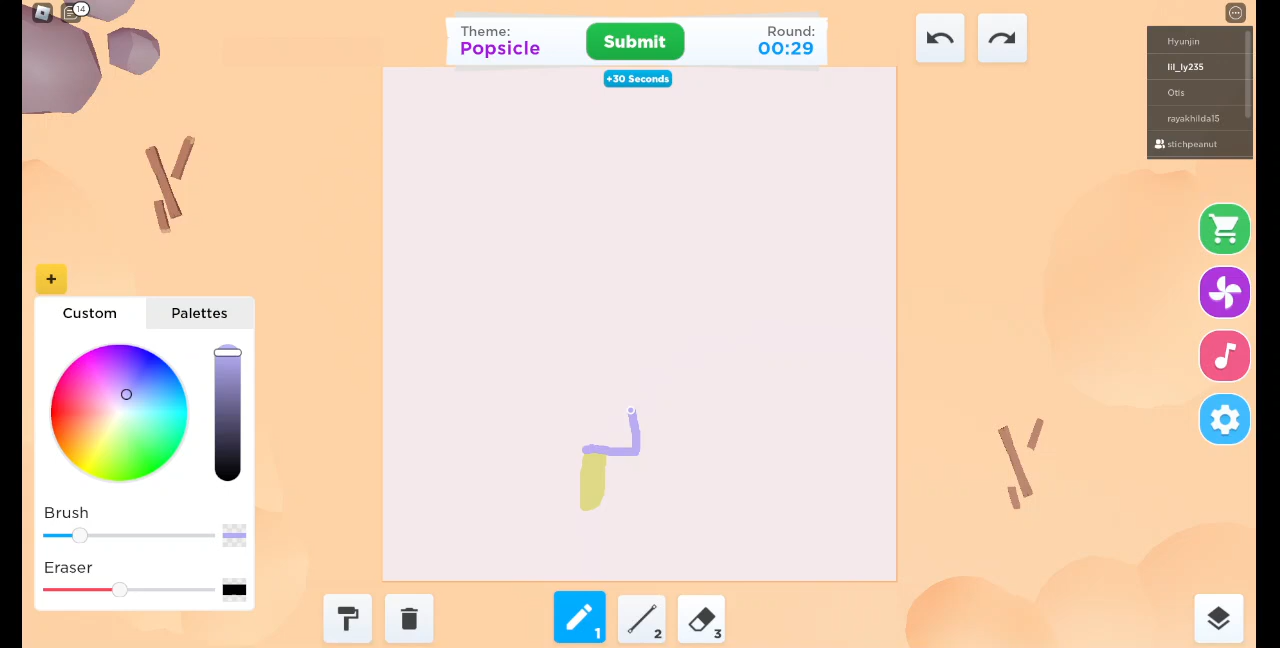 14
Theme:
Popsicle
Submit
Round:
00:29
+30 Seconds
Hyunjin
lil_ly235
Otis
rayakhilda15
stichpeanut
+
Custom
Palettes
Brush
Eraser
1
2
3